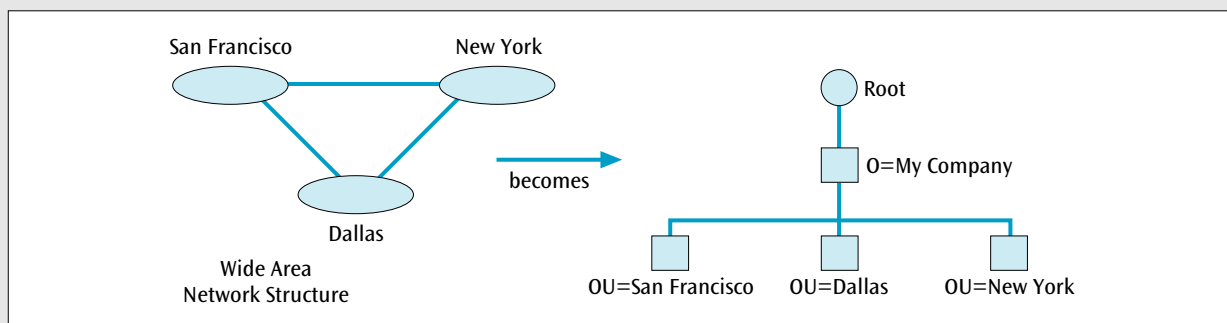 San Francisco
New York
Dallas
Wide Area
Network Structure
becomes
Root
O=My Company
OU=San Francisco
OU=Dallas
OU=New York